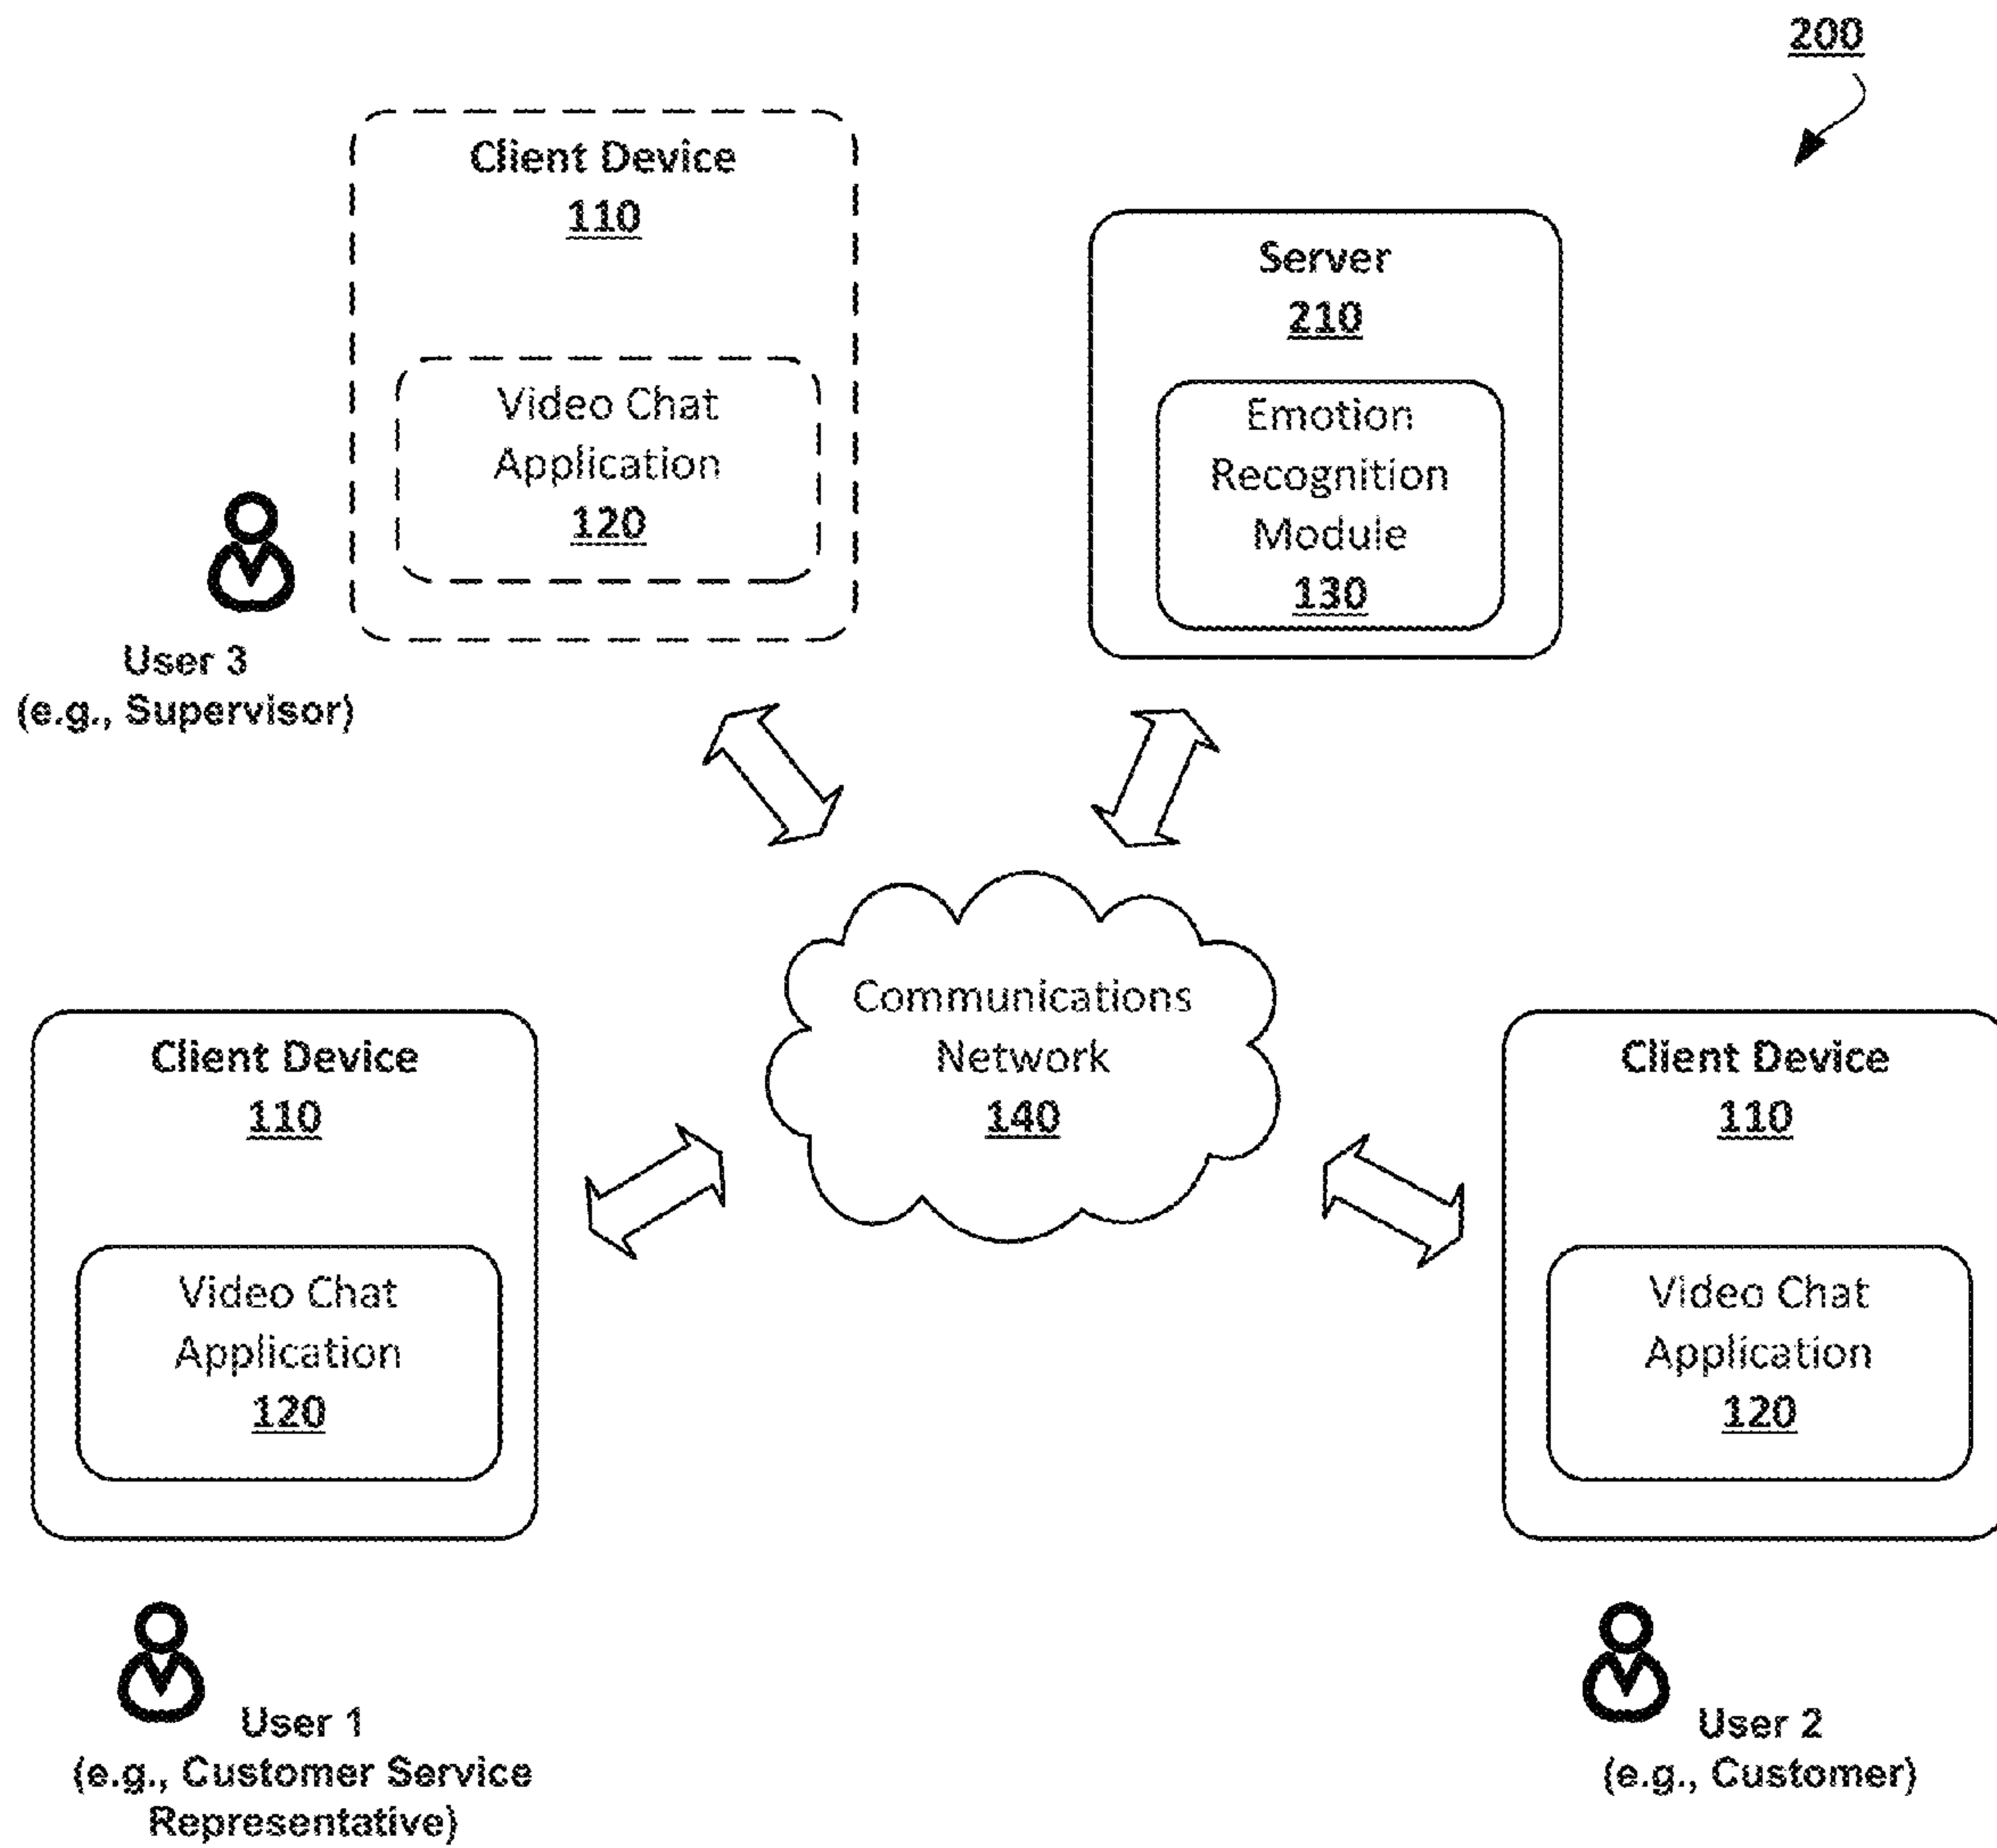 200
Client Device
110
Video Chat
Application
120
User 3
(e.g., Supervisor)
Server
210
Emotion
Recognition
Module
130
Communications
Network
140
Client Device
110
Video Chat
Application
120
User 1
(e.g., Customer Service
Representative)
Client Device
110
Video Chat
Application
120
User 2
(e.g., Customer)